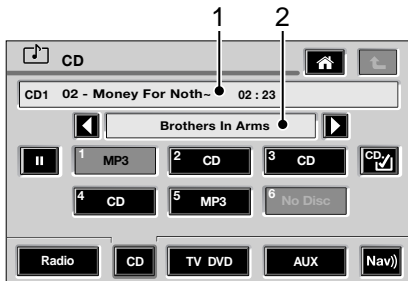 1 2
CD
CD1 02 - Money For Noth~ 02 : 23
Brothers In Arms
1 MP3 2 CD 3 CD CD
4 CD 5 MP3 6 No Disc
Radio CD TV DVD AUX Nav))